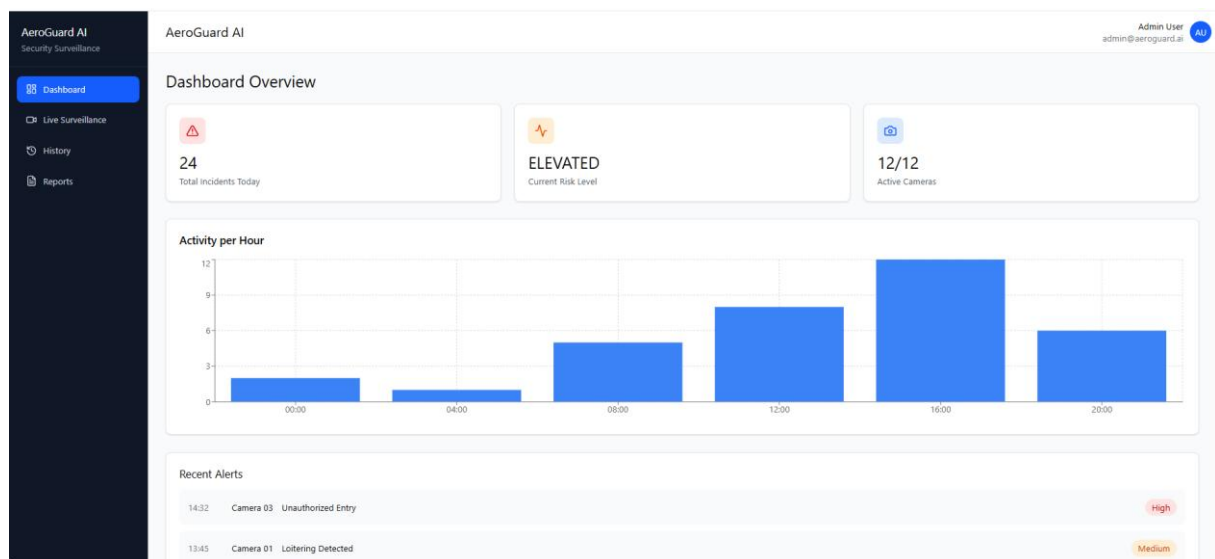 AeroGuard AI
Security Surveillance
Dashboard
Live Surveillance
History
Reports
AeroGuard AI
Admin User
admin@aeroguard.ai
AU
Dashboard Overview
24
Total Incidents Today
ELEVATED
Current Risk Level
12/12
Active Cameras
Activity per Hour
12
9
6
3
0
00:00 04:00 08:00 12:00 16:00 20:00
Recent Alerts
14:32 Camera 03 Unauthorized Entry High
13:45 Camera 01 Loitering Detected Medium